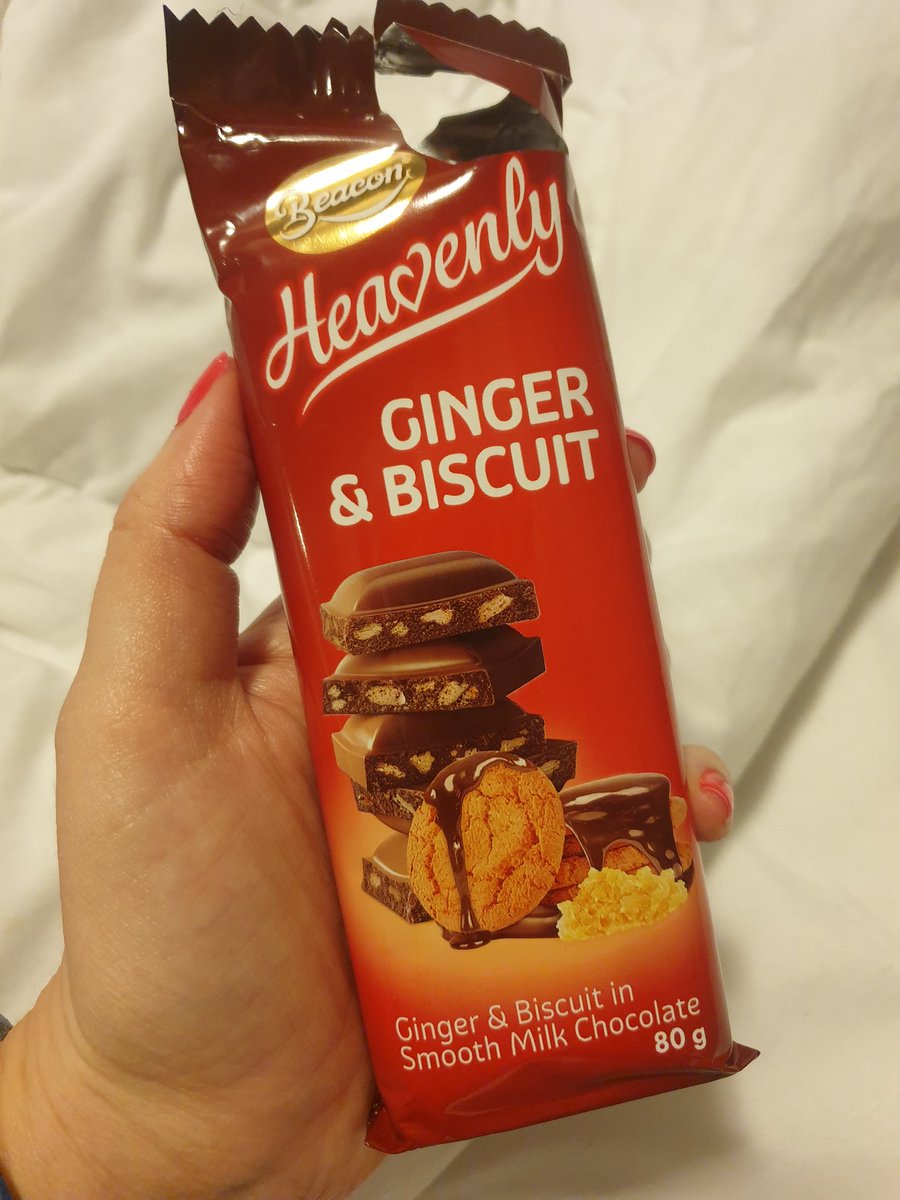 Beacon
Heavenly
GINGER
& BISCUIT
Ginger & Biscuit in
Smooth Milk Chocolate
80 g